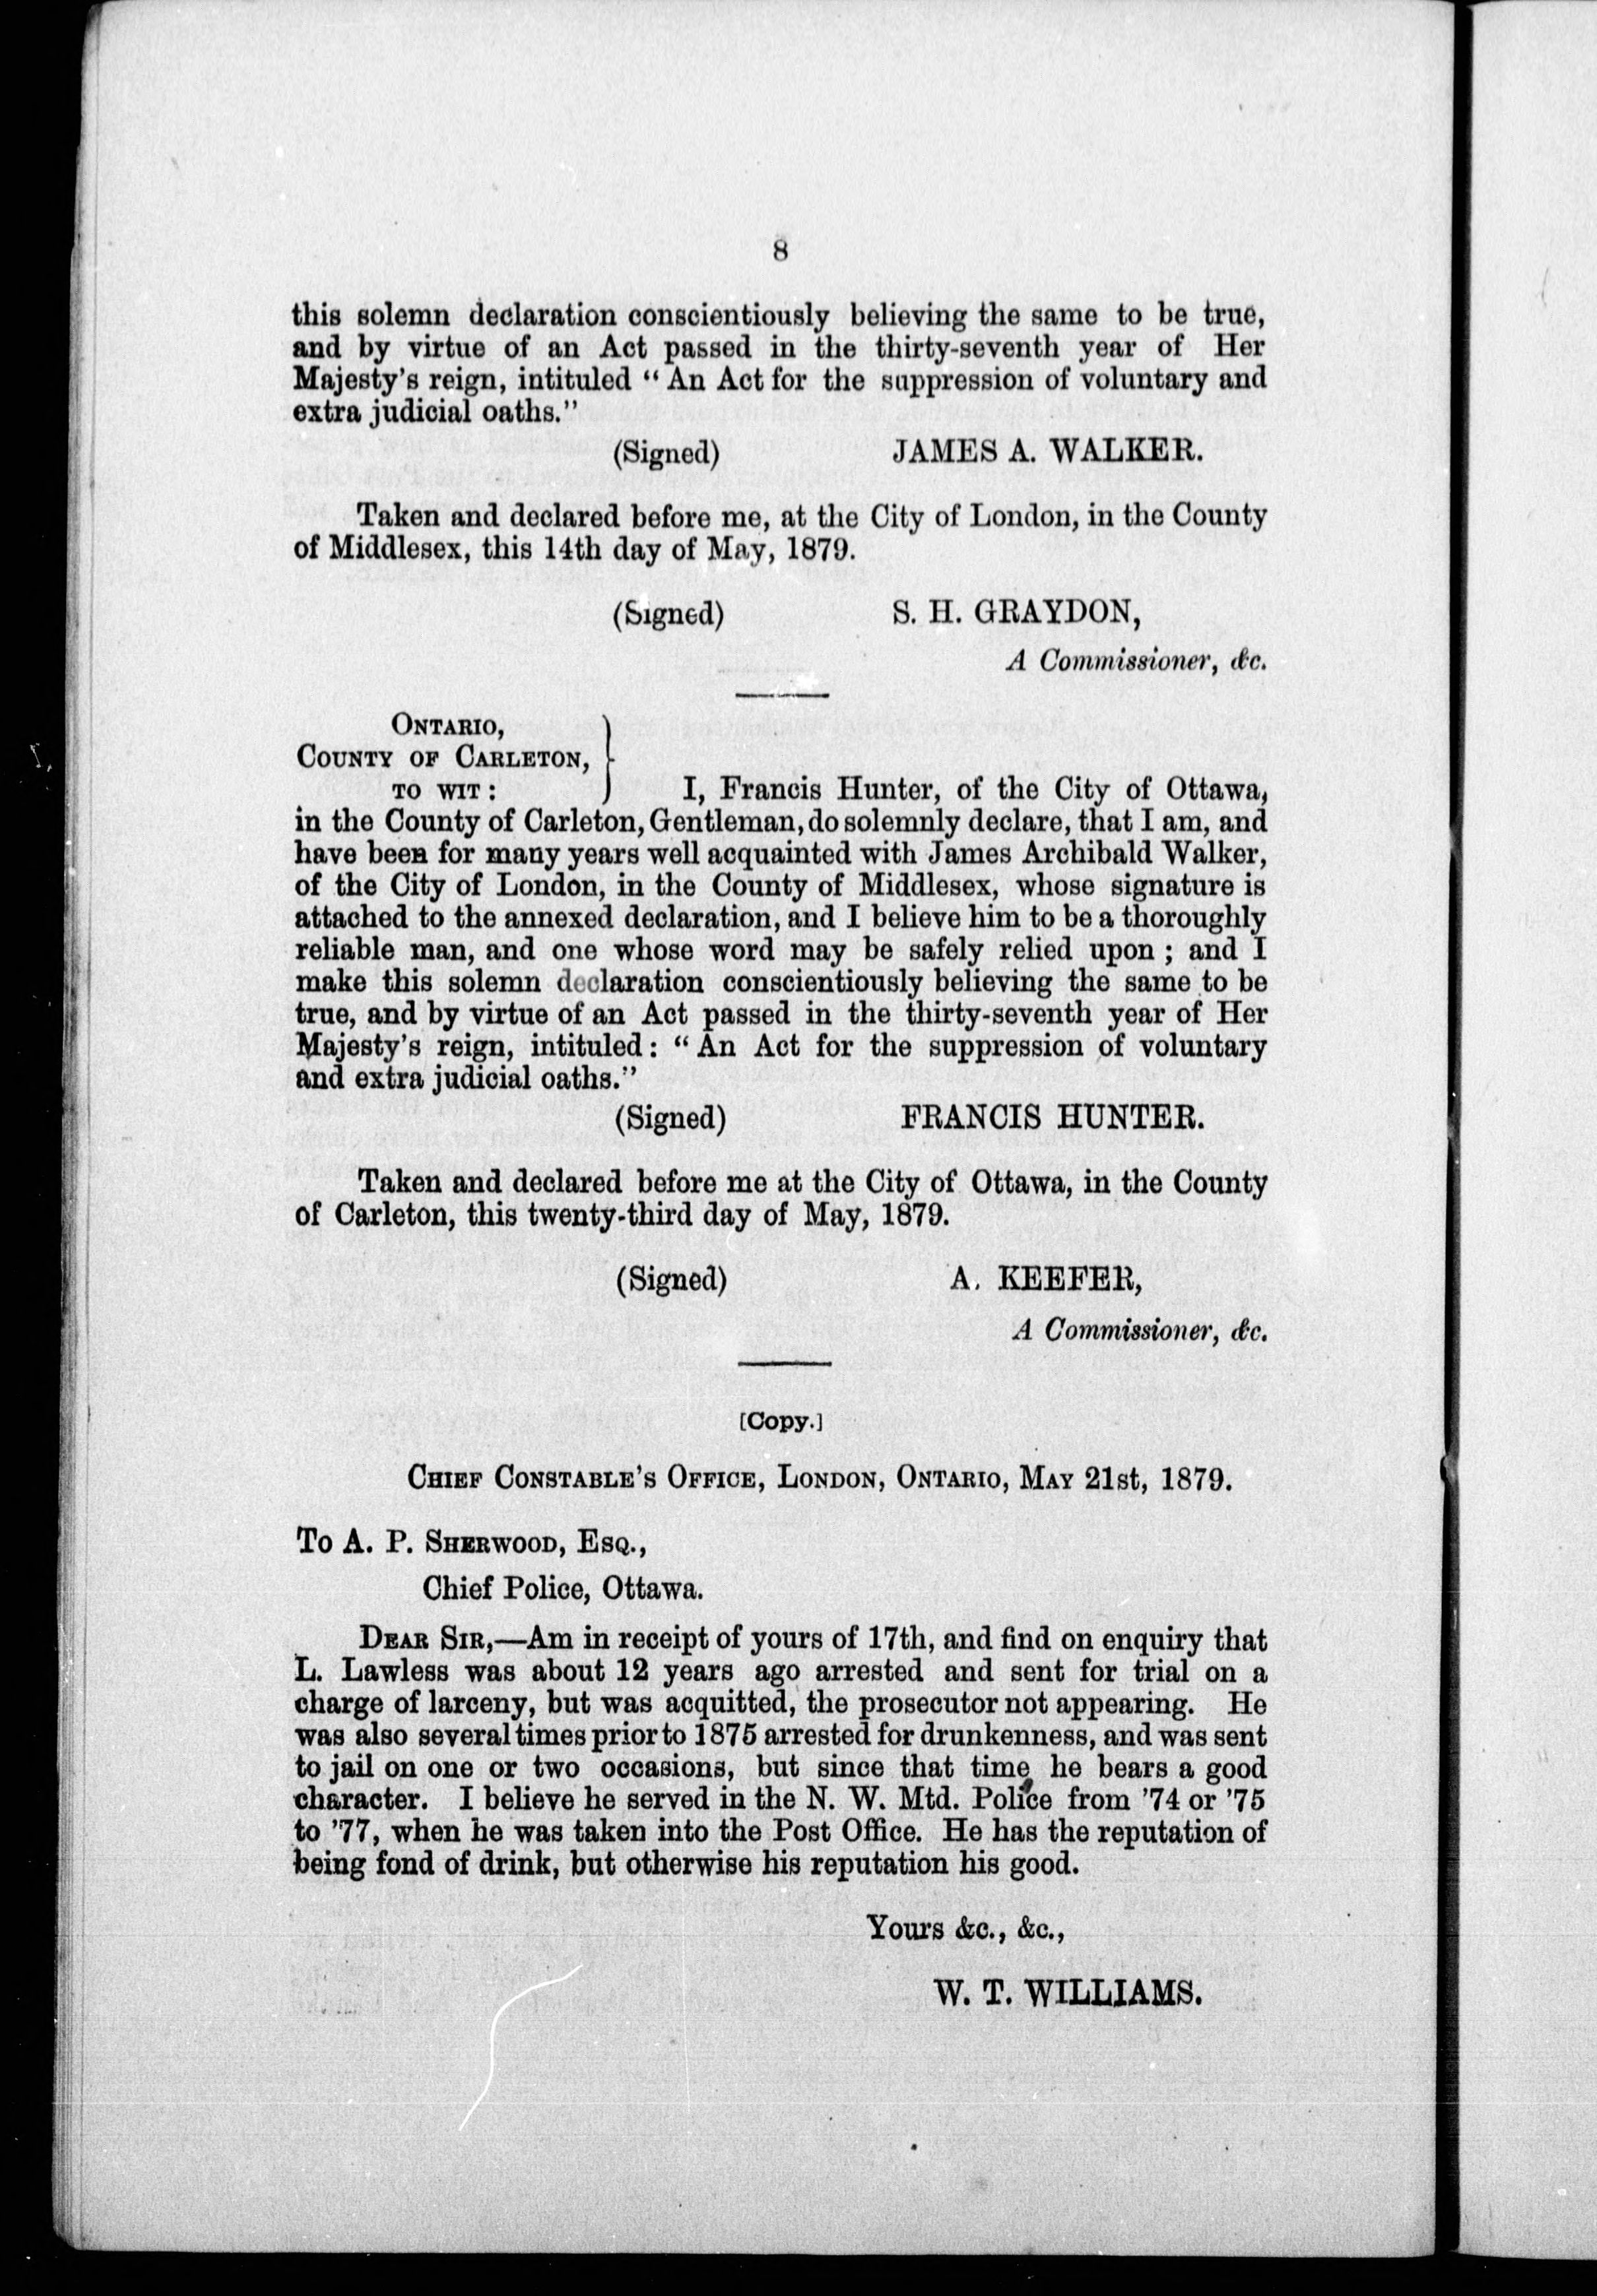 8
this solemn declaration conscientiously believing the same to be true,
and by virtue of an Act passed in the thirty-seventh year of Her
Majesty's reign, intituled " An Act for the suppression of voluntary and
extra judicial oaths."
(Signed) JAMES A. WALKER.
Taken and declared before me, at the City of London, in the County
of Middlesex, this 14th day of May, 1879.
(Signed) S. H. GRAYDON,
A Commissioner, &c.
ONTARIO,
COUNTY OF CARLETON,
TO WIT : I, Francis Hunter, of the City of Ottawa,
in the County of Carleton, Gentleman, do solemnly declare, that I am, and
have been for many years well acquainted with James Archibald Walker,
of the City of London, in the County of Middlesex, whose signature is
attached to the annexed declaration, and I believe him to be a thoroughly
reliable man, and one whose word may be safely relied upon ; and I
make this solemn declaration conscientiously believing the same to be
true, and by virtue of an Act passed in the thirty-seventh year of Her
Majesty's reign, intituled : " An Act for the suppression of voluntary
and extra judicial oaths."
(Signed) FRANCIS HUNTER.
Taken and declared before me at the City of Ottawa, in the County
of Carleton, this twenty-third day of May, 1879.
(Signed) A. KEEFER,
A Commissioner, &c.
[Copy.]
CHIEF CONSTABLE'S OFFICE, LONDON, ONTARIO, MAY 21st, 1879.
To A. P. SHERWOOD, ESQ.,
Chief Police, Ottawa.
DEAR SIR,—Am in receipt of yours of 17th, and find on enquiry that
L. Lawless was about 12 years ago arrested and sent for trial on a
charge of larceny, but was acquitted, the prosecutor not appearing. He
was also several times prior to 1875 arrested for drunkenness, and was sent
to jail on one or two occasions, but since that time he bears a good
character. I believe he served in the N. W. Mtd. Police from '74 or '75
to '77, when he was taken into the Post Office. He has the reputation of
being fond of drink, but otherwise his reputation his good.
Yours &c., &c.,
W. T. WILLIAMS.